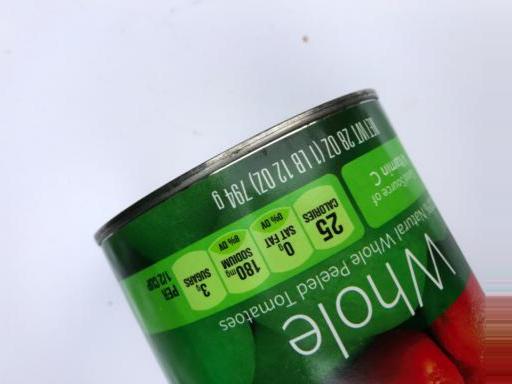 Whole
Natural Whole Peeled Tomatoes
Source of
Vitamin C
25
CALORIES
0g
SAT FAT
0% DV
180mg
SODIUM
8% DV
3g
SUGARS
PER
1/2 CUP
NET WT 28 OZ (1 LB 12 OZ) 794 g